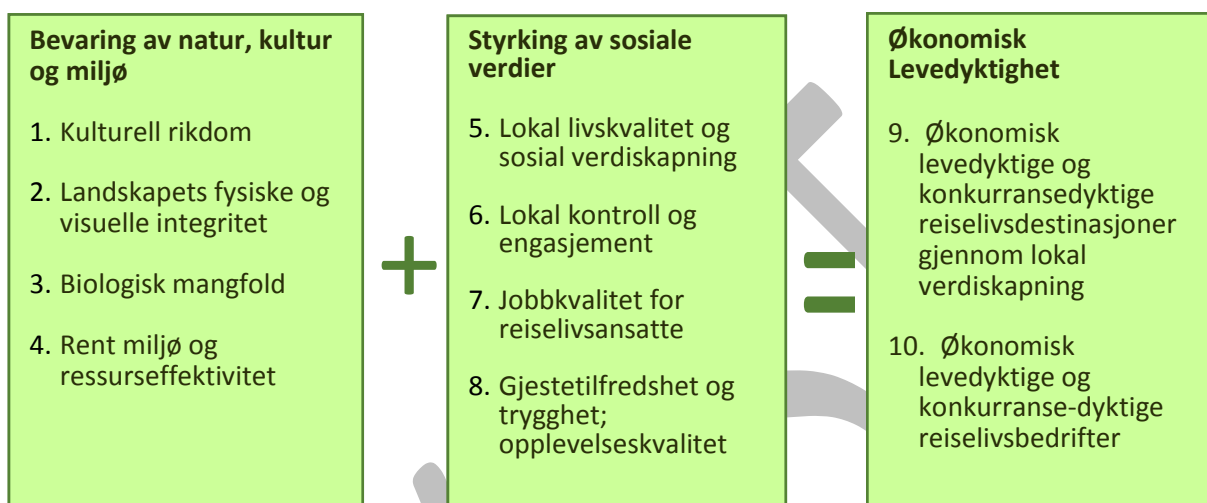 Bevaring av natur, kultur
og miljø
1. Kulturell rikdom
2. Landskapets fysiske og
visuelle integritet
3. Biologisk mangfold
4. Rent miljø og
ressurseffektivitet
+
Styrking av sosiale
verdier
5. Lokal livskvalitet og
sosial verdiskapning
6. Lokal kontroll og
engasjement
7. Jobbkvalitet for
reiselivsansatte
8. Gjestetilfredshet og
trygghet;
opplevelseskvalitet
=
Økonomisk
Levedyktighet
9. Økonomisk
levedyktige og
konkurransedyktige
reiselivsdestinasjoner
gjennom lokal
verdiskapning
10. Økonomisk
levedyktige og
konkurranse-dyktige
reiselivsbedrifter